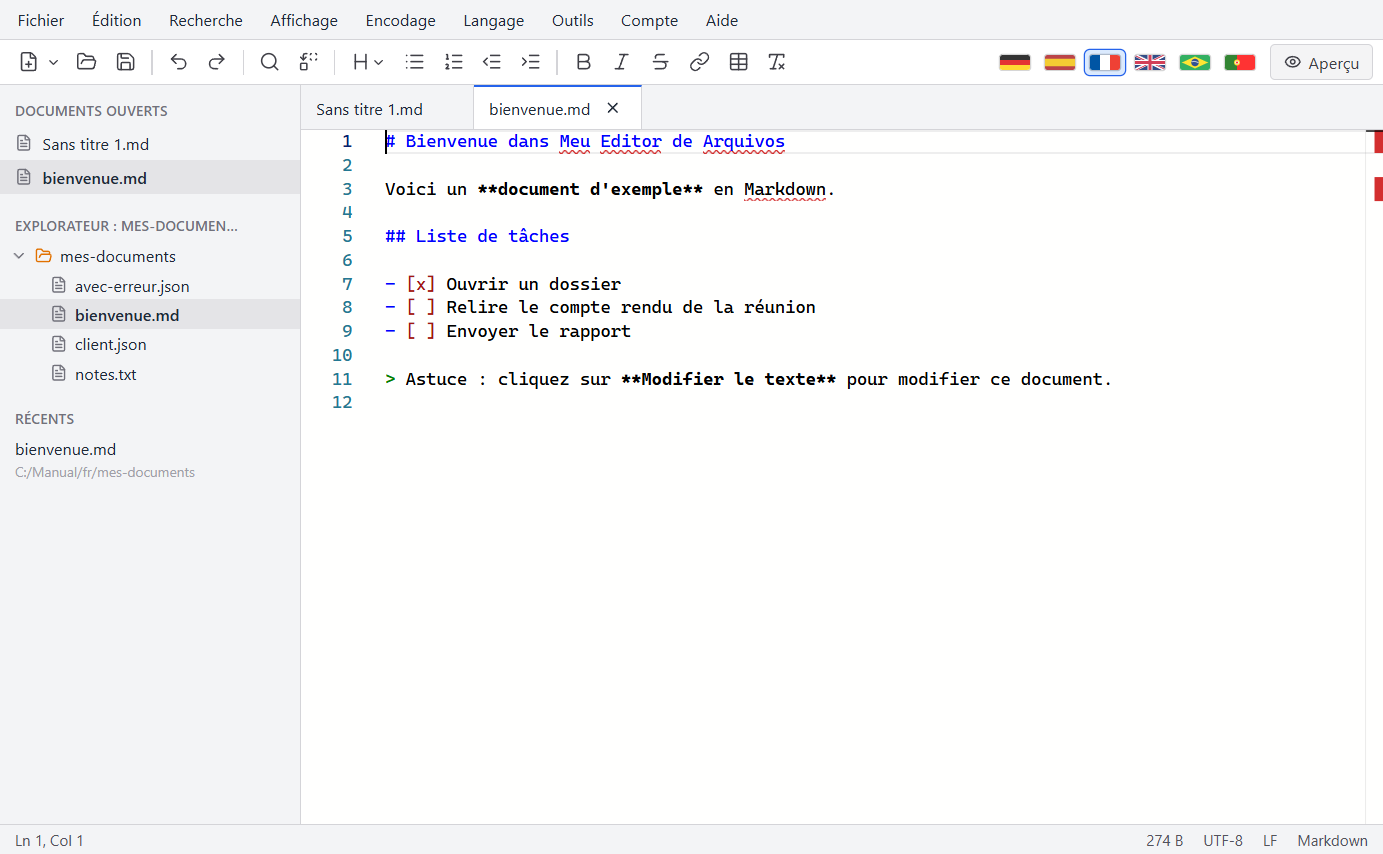 Fichier Édition Recherche Affichage Encodage Langage Outils Compte Aide
Aperçu
DOCUMENTS OUVERTS
Sans titre 1.md
bienvenue.md
EXPLORATEUR : MES-DOCUMEN...
mes-documents
avec-erreur.json
bienvenue.md
client.json
notes.txt
RÉCENTS
bienvenue.md
C:/Manual/fr/mes-documents
Sans titre 1.md bienvenue.md
1 # Bienvenue dans Meu Editor de Arquivos
2
3 Voici un **document d'exemple** en Markdown.
4
5 ## Liste de tâches
6
7 - [x] Ouvrir un dossier
8 - [ ] Relire le compte rendu de la réunion
9 - [ ] Envoyer le rapport
10
11 > Astuce : cliquez sur **Modifier le texte** pour modifier ce document.
12
Ln 1, Col 1 274 B UTF-8 LF Markdown